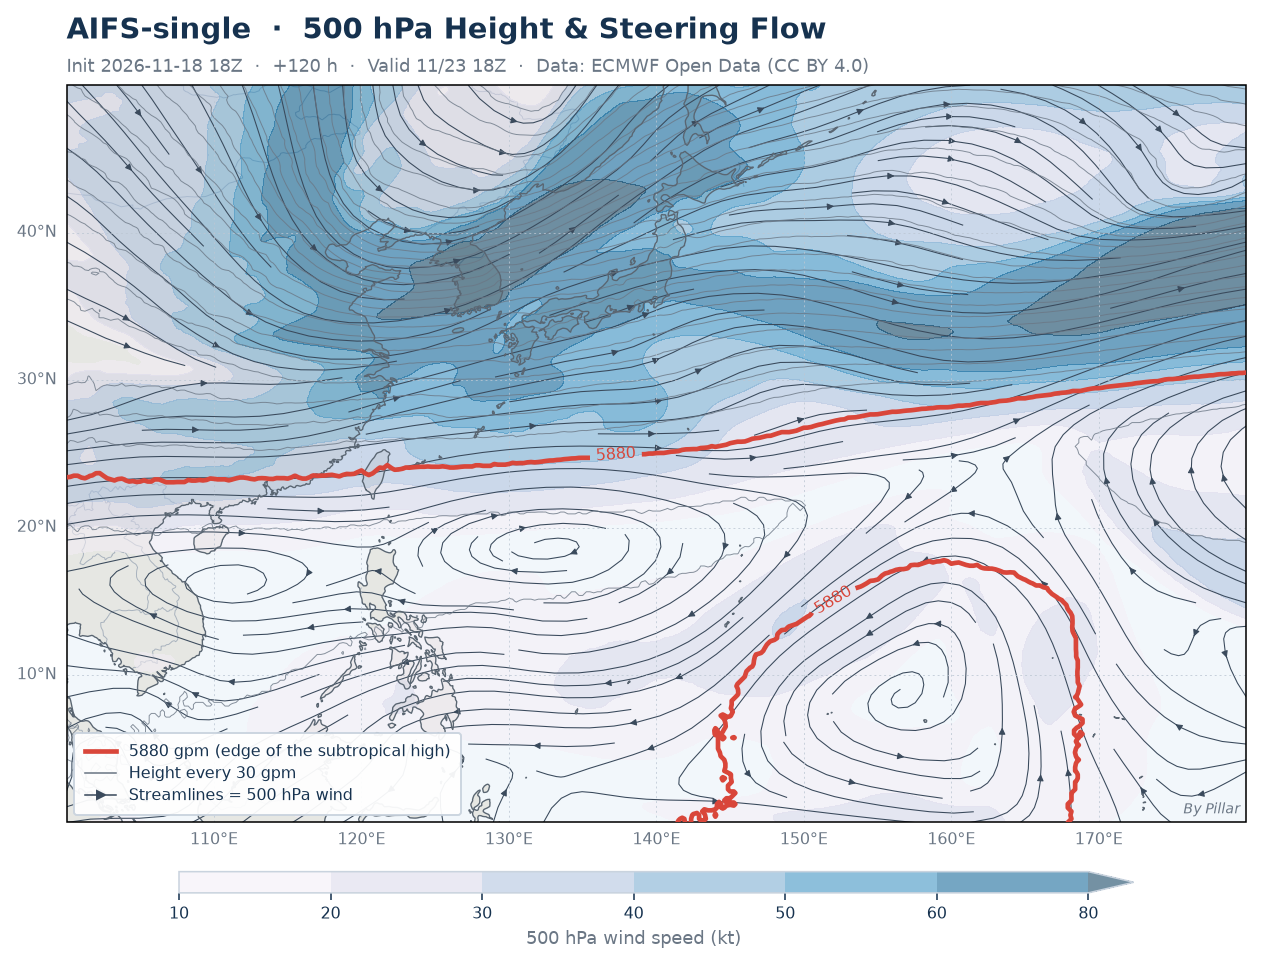 AIFS-single · 500 hPa Height & Steering Flow
Init 2026-11-18 18Z · +120 h · Valid 11/23 18Z · Data: ECMWF Open Data (CC BY 4.0)
40°N
30°N
5880
20°N
5880
10°N
5880 gpm (edge of the subtropical high)
Height every 30 gpm
Streamlines = 500 hPa wind
By Pillar
110°E 120°E 130°E 140°E 150°E 160°E 170°E
10 20 30 40 50 60 80
500 hPa wind speed (kt)